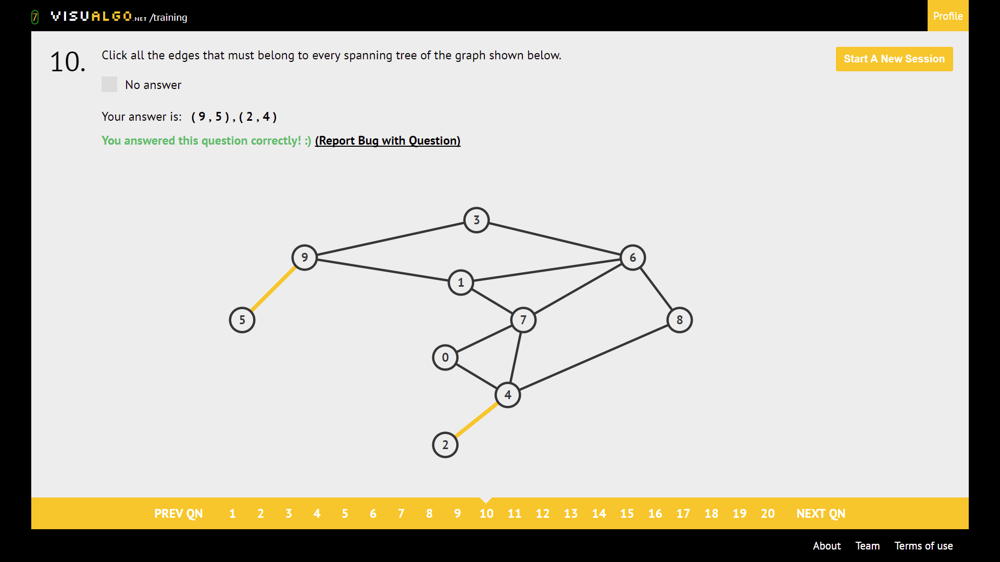 7 VISUALGO.NET /training
Profile
10. Click all the edges that must belong to every spanning tree of the graph shown below.
Start A New Session
No answer
Your answer is: ( 9 , 5 ) , ( 2 , 4 )
You answered this question correctly! :) (Report Bug with Question)
3
9
6
1
5
7
8
0
4
2
PREV QN 1 2 3 4 5 6 7 8 9 10 11 12 13 14 15 16 17 18 19 20 NEXT QN
About Team Terms of use